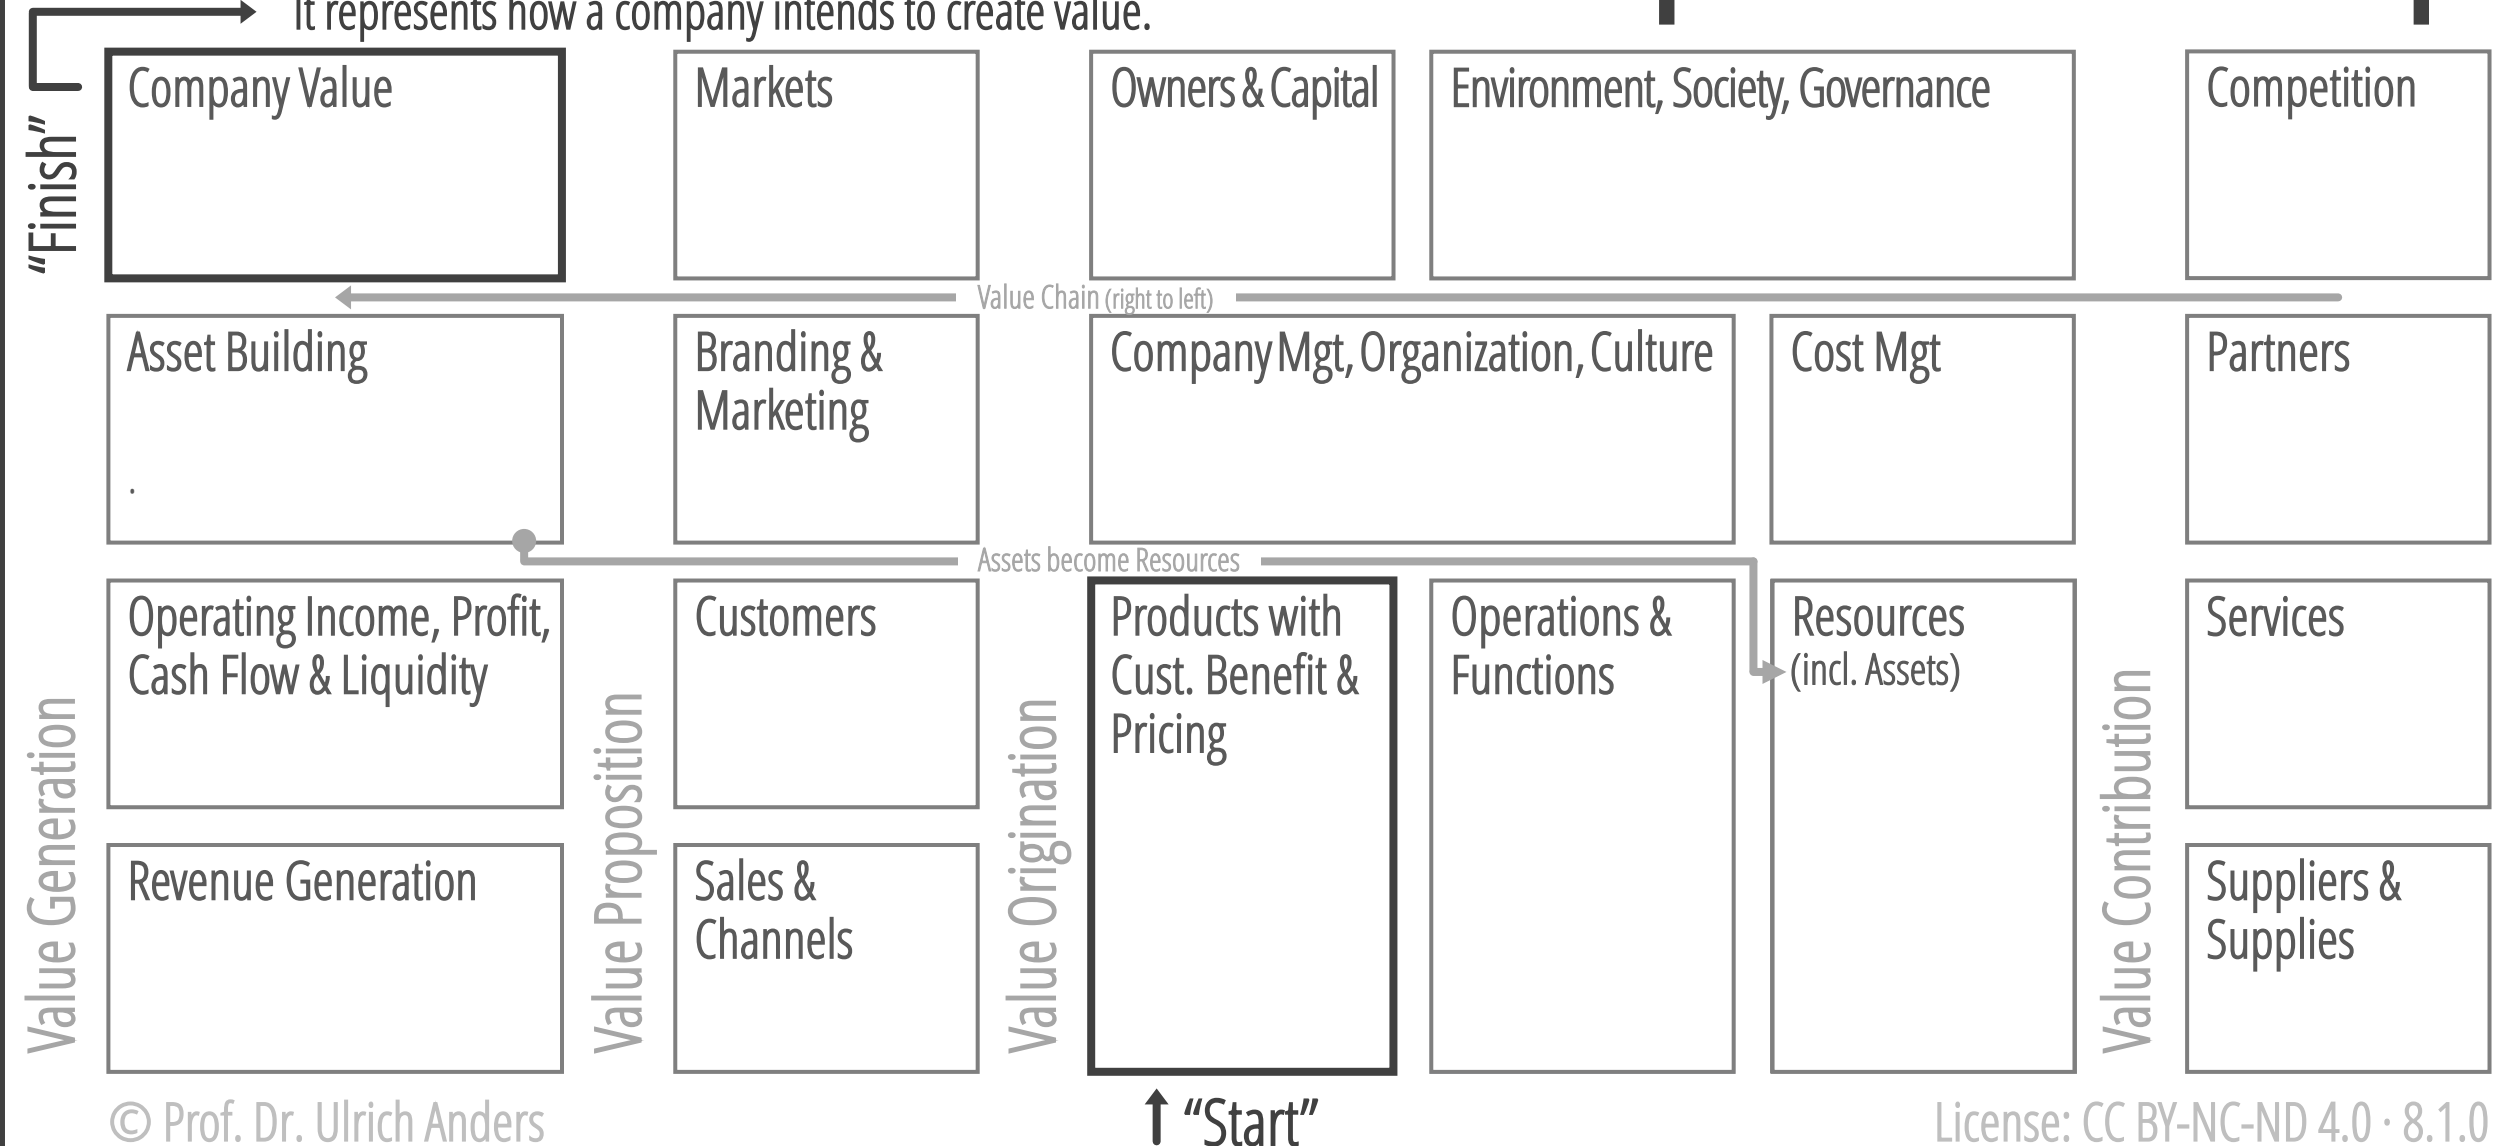 It represents how a company intends to create value.
"Finish"
Company Value
Markets
Owners & Capital
Environment, Society, Governance
Competition
Value Chain (right to left)
Asset Building
.
Branding &
Marketing
Company Mgt, Organisation, Culture
Cost Mgt
Partners
Assets become Resources
Value Generation
Operating Income, Profit,
Cash Flow & Liquidity
Value Proposition
Customers
Value Origination
Products with
Cust. Benefit &
Pricing
Operations &
Functions
Resources
(incl. Assets)
Value Contribution
Services
Revenue Generation
Sales &
Channels
Suppliers &
Supplies
© Prof. Dr. Ulrich Anders
"Start"
License: CC BY-NC-ND 4.0 · 8.1.0